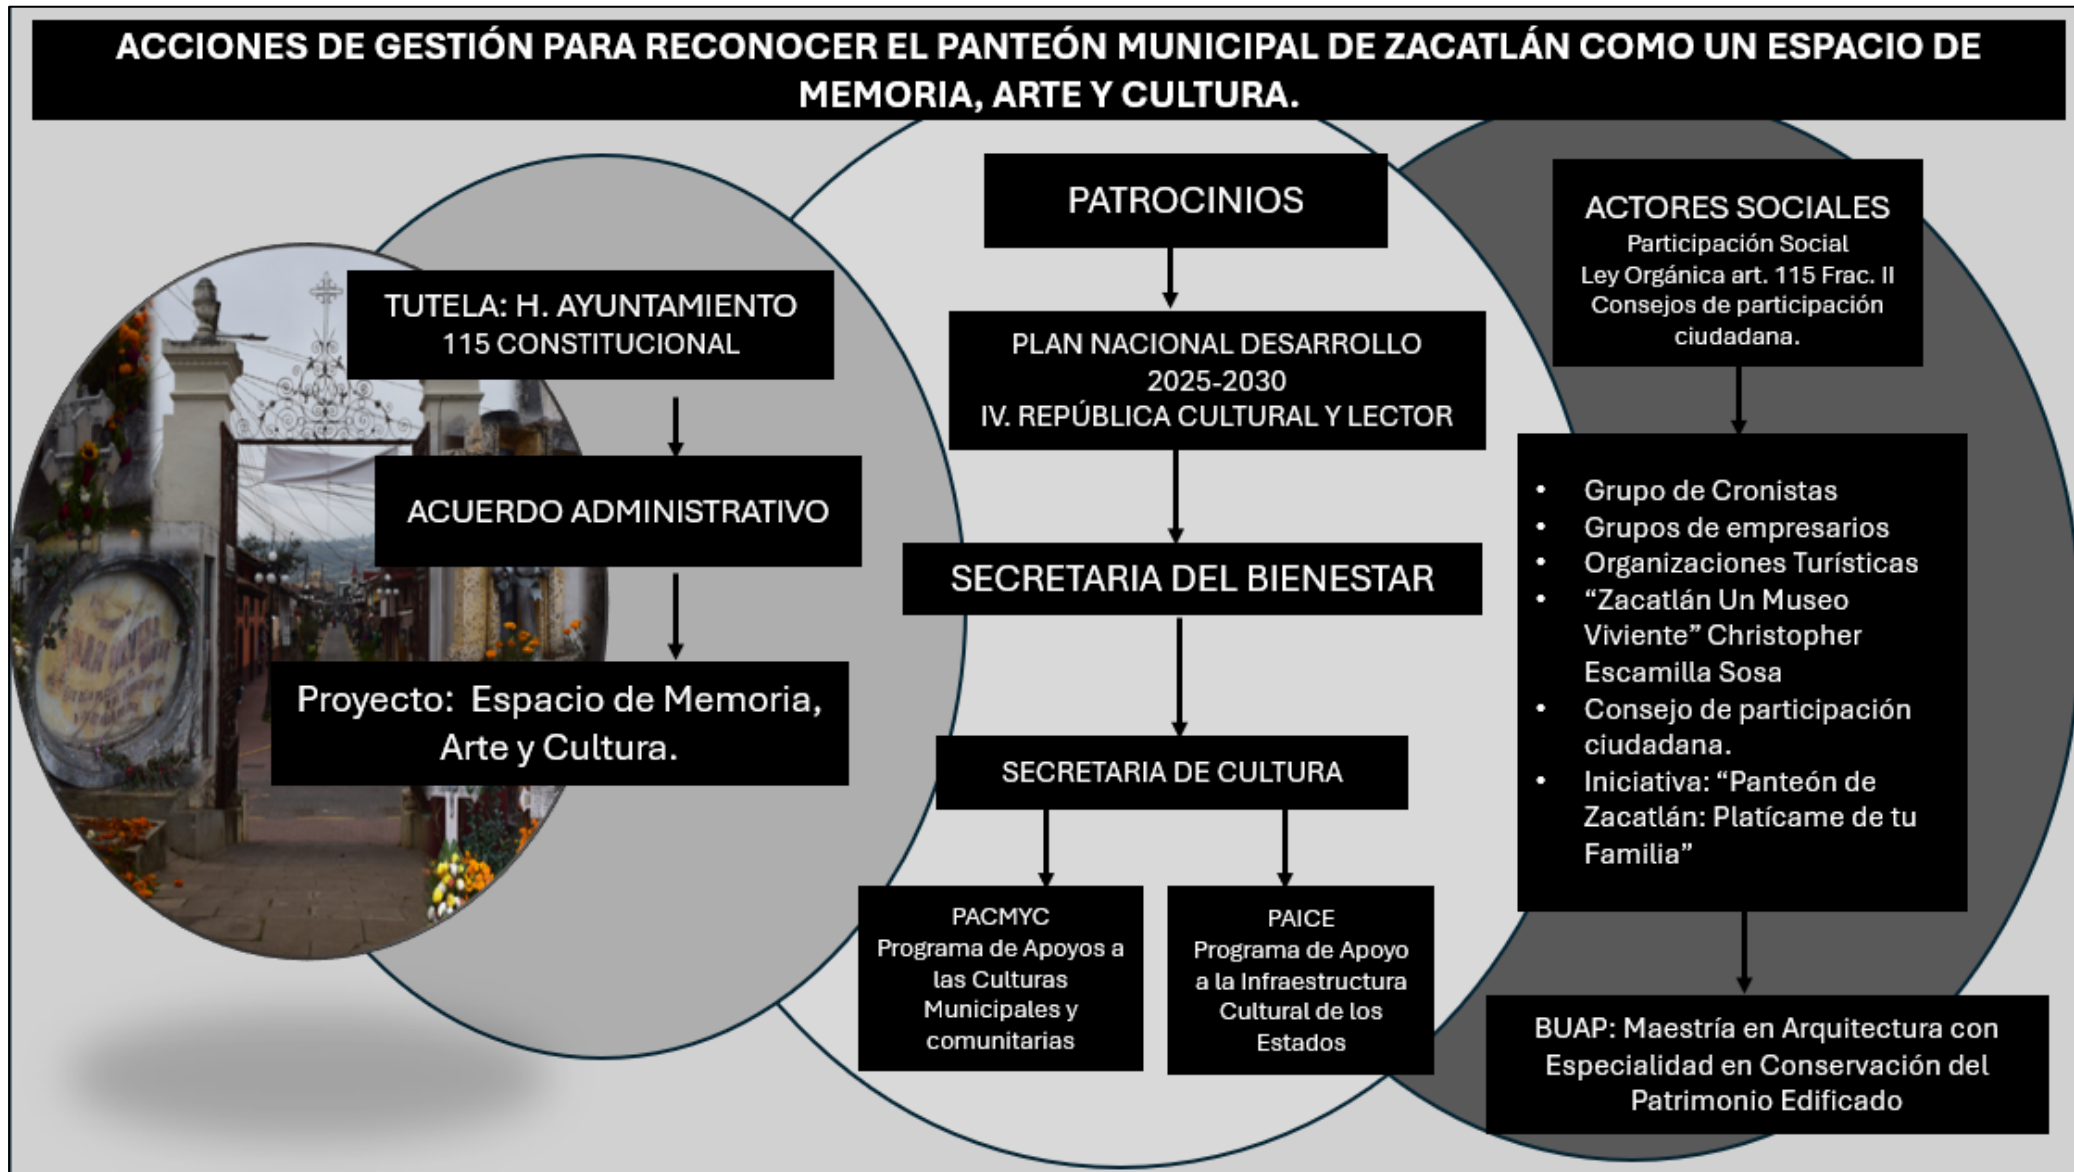 ACCIONES DE GESTIÓN PARA RECONOCER EL PANTEÓN MUNICIPAL DE ZACATLÁN COMO UN ESPACIO DE
MEMORIA, ARTE Y CULTURA.
TUTELA: H. AYUNTAMIENTO
115 CONSTITUCIONAL
ACUERDO ADMINISTRATIVO
Proyecto: Espacio de Memoria,
Arte y Cultura.
PATROCINIOS
PLAN NACIONAL DESARROLLO
2025-2030
IV. REPÚBLICA CULTURAL Y LECTOR
SECRETARIA DEL BIENESTAR
SECRETARIA DE CULTURA
PACMYC
Programa de Apoyos a
las Culturas
Municipales y
comunitarias
PAICE
Programa de Apoyo
a la Infraestructura
Cultural de los
Estados
ACTORES SOCIALES
Participación Social
Ley Orgánica art. 115 Frac. II
Consejos de participación
ciudadana.
• Grupo de Cronistas
• Grupos de empresarios
• Organizaciones Turísticas
• “Zacatlán Un Museo
Viviente” Christopher
Escamilla Sosa
• Consejo de participación
ciudadana.
• Iniciativa: “Panteón de
Zacatlán: Platícame de tu
Familia”
BUAP: Maestría en Arquitectura con
Especialidad en Conservación del
Patrimonio Edificado